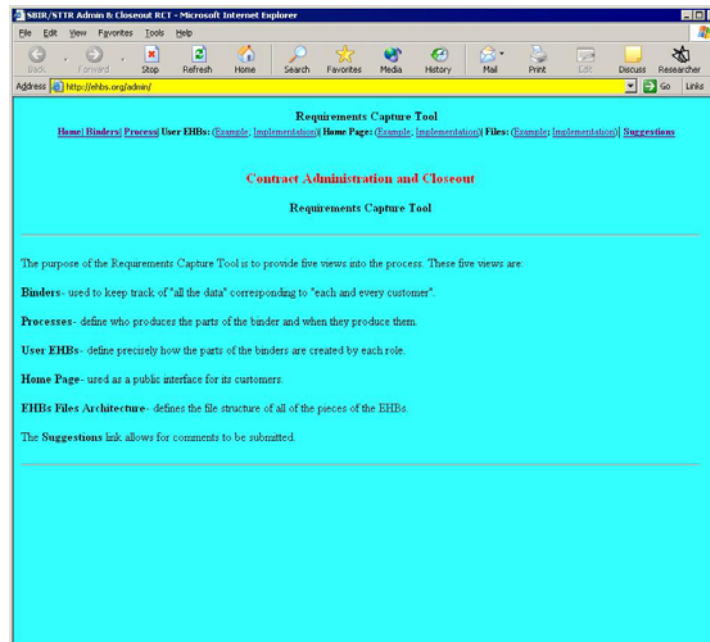 SBIR/STTR Admin & Closeout RCT - Microsoft Internet Explorer
File Edit View Favorites Tools Help
Back Forward Stop Refresh Home Search Favorites Media History Mail Print Edit Discuss Researcher
Address http://ehbs.org/admin/ Go Links
Requirements Capture Tool
Home| Binders| Process| User EHBs: (Example; Implementation)| Home Page: (Example; Implementation)| Files: (Example; Implementation)| Suggestions
Contract Administration and Closeout
Requirements Capture Tool
The purpose of the Requirements Capture Tool is to provide five views into the process. These five views are:
Binders- used to keep track of "all the data" corresponding to "each and every customer".
Processes- define who produces the parts of the binder and when they produce them.
User EHBs- define precisely how the parts of the binders are created by each role.
Home Page- used as a public interface for its customers.
EHBs Files Architecture- defines the file structure of all of the pieces of the EHBs.
The Suggestions link allows for comments to be submitted.